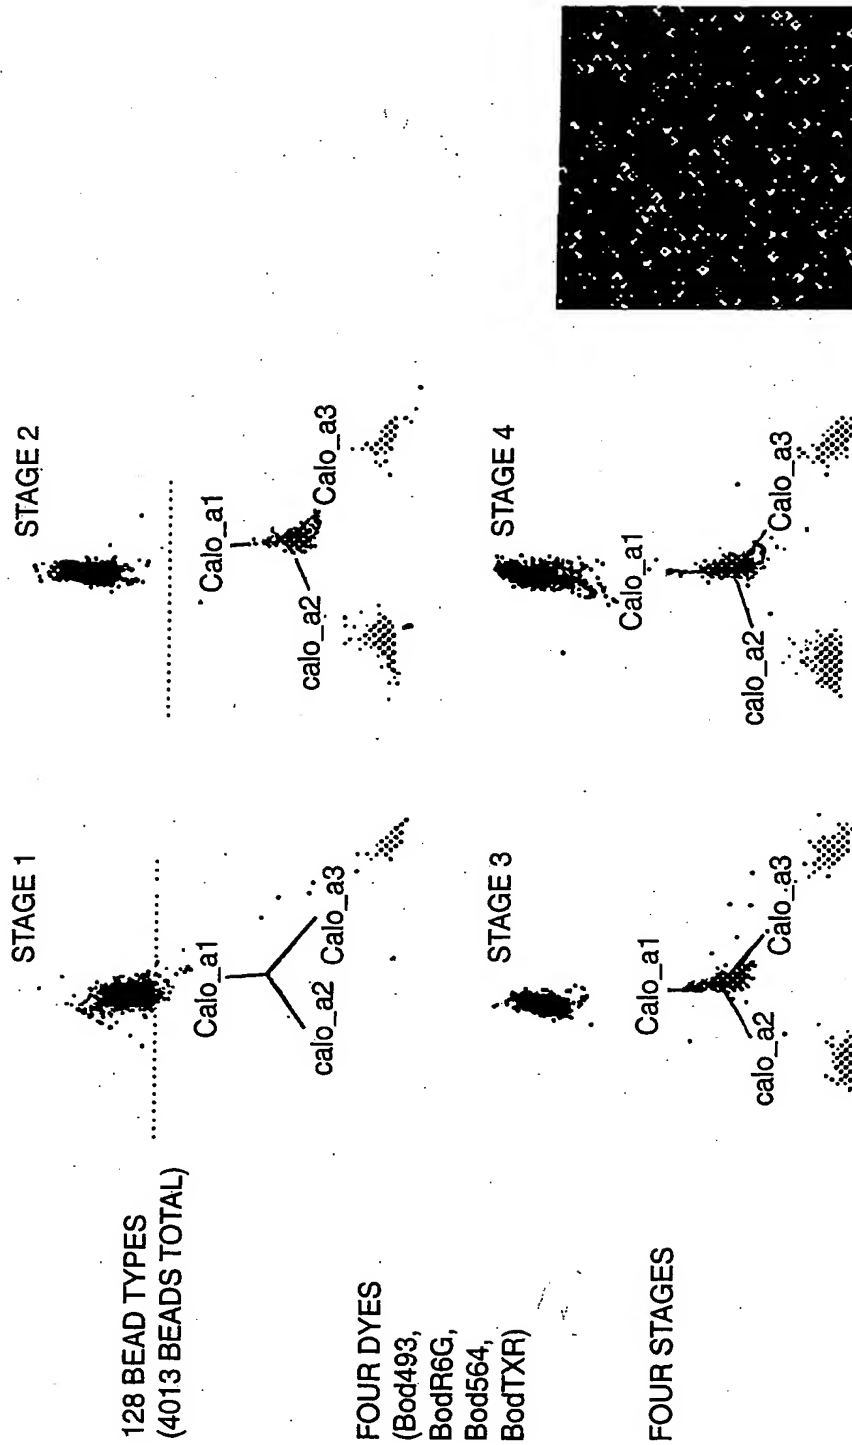 128 BEAD TYPES
(4013 BEADS TOTAL)
FOUR DYES
(Bod493,
BodR6G,
Bod564,
BodTXR)
FOUR STAGES
STAGE 1
Calo_a1
calo_a2
Calo_a3
STAGE 2
Calo_a1
calo_a2
Calo_a3
STAGE 3
Calo_a1
calo_a2
Calo_a3
STAGE 4
Calo_a1
calo_a2
Calo_a3